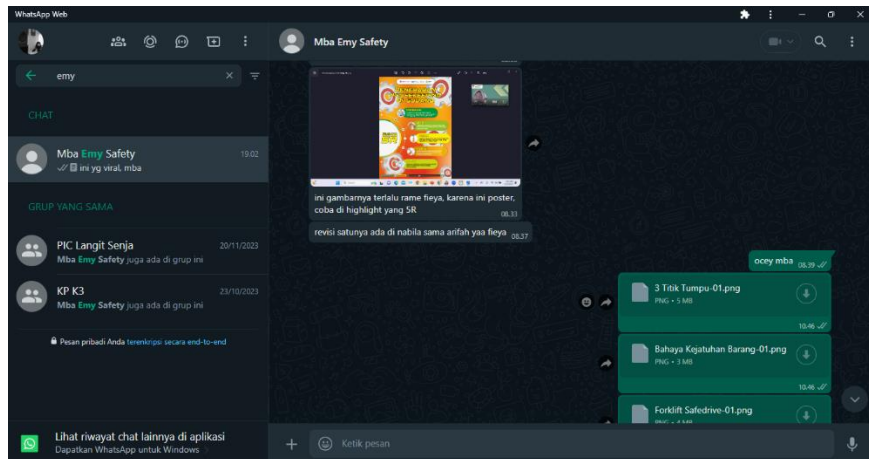 WhatsApp Web
Mba Emy Safety
emy
CHAT
Mba Emy Safety
19.02
ini yg viral, mba
GRUP YANG SAMA
PIC Langit Senja
20/11/2023
Mba Emy Safety juga ada di grup ini
KP K3
23/10/2023
Mba Emy Safety juga ada di grup ini
Pesan pribadi Anda terenkripsi secara end-to-end
Lihat riwayat chat lainnya di aplikasi
Dapatkan WhatsApp untuk Windows
5R
ini gambarnya terlalu rame fieya, karena ini poster,
coba di highlight yang 5R
08.33
revisi satunya ada di nabila sama arifah yaa fieya
08.37
ocey mba
08.39
3 Titik Tumpu-01.png
PNG • 5 MB
10.46
Bahaya Kejatuhan Barang-01.png
PNG • 3 MB
10.46
Forklift Safedrive-01.png
PNG • 4 MB
Ketik pesan